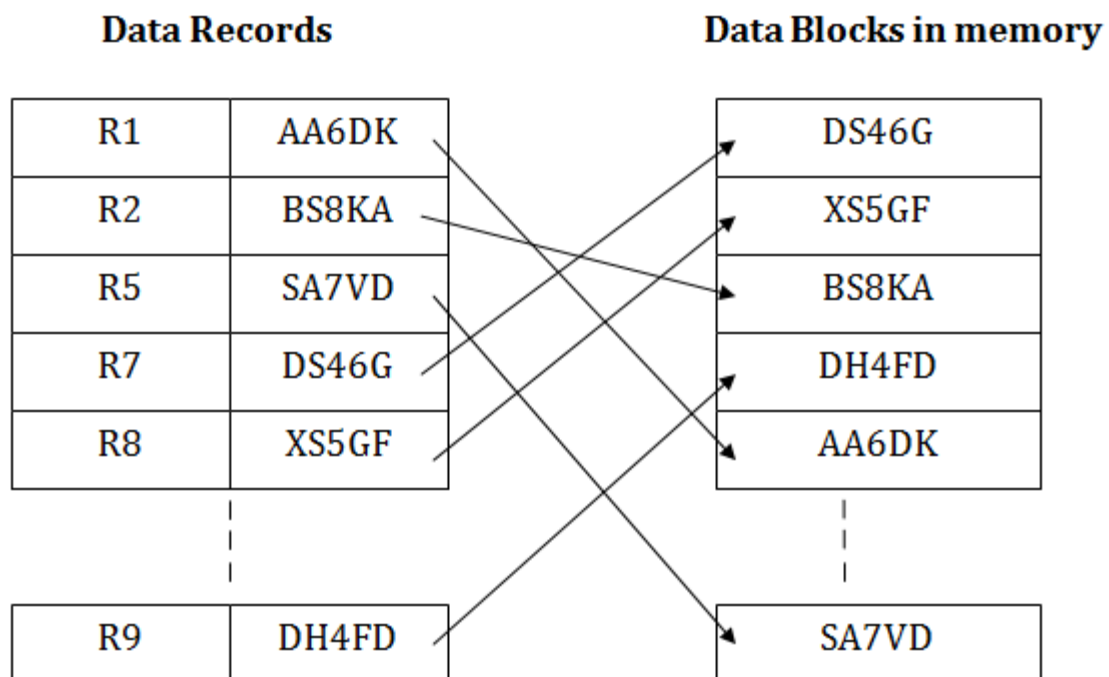 Data Records Data Blocks in memory
R1 AA6DK DS46G
R2 BS8KA XS5GF
R5 SA7VD BS8KA
R7 DS46G DH4FD
R8 XS5GF AA6DK
R9 DH4FD SA7VD